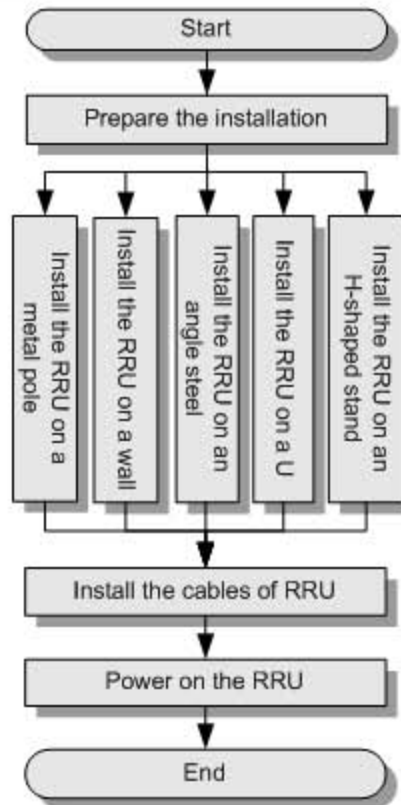 Start
Prepare the installation
Install the RRU on a
metal pole
Install the RRU on a wall
Install the RRU on an
angle steel
Install the RRU on a U
Install the RRU on an
H-shaped stand
Install the cables of RRU
Power on the RRU
End